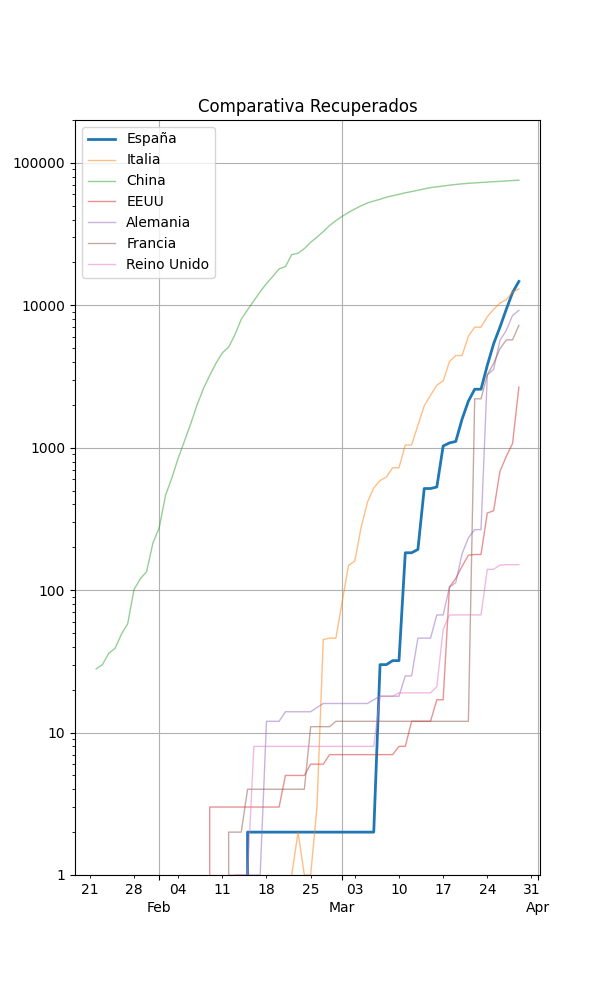 Comparativa Recuperados
España
Italia
China
EEUU
Alemania
Francia
Reino Unido
100000
10000
1000
100
10
1
21 28 04 11 18 25 03 10 17 24 31
Feb Mar Apr